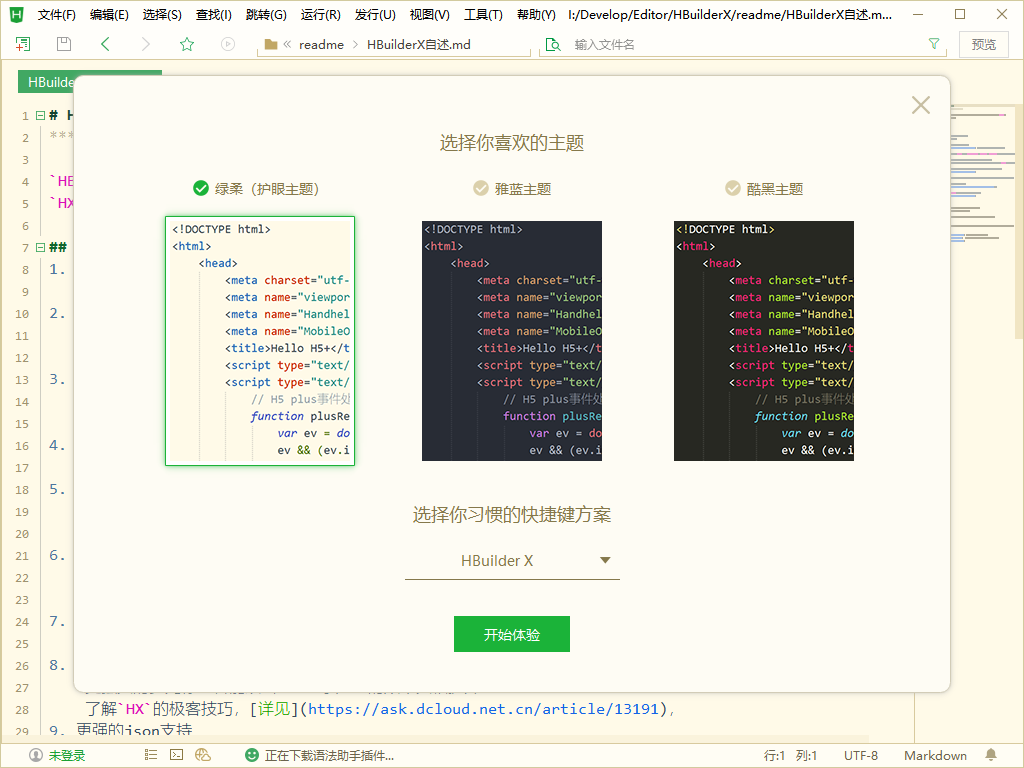 文件(F) 编辑(E) 选择(S) 查找(I) 跳转(G) 运行(R) 发行(U) 视图(V) 工具(T) 帮助(Y) I:/Develop/Editor/HBuilderX/readme/HBuilderX自述.m...
readme HBuilderX自述.md 输入文件名 预览
HBuilde
选择你喜欢的主题
绿柔（护眼主题） 雅蓝主题 酷黑主题
<!DOCTYPE html>
<html>
<head>
<meta charset="utf-
<meta name="viewpor
<meta name="Handhel
<meta name="MobileO
<title>Hello H5+</t
<script type="text/
<script type="text/
// H5 plus事件处
function plusRe
var ev = do
ev && (ev.i
<!DOCTYPE html>
<html>
<head>
<meta charset="utf-
<meta name="viewpor
<meta name="Handhel
<meta name="MobileO
<title>Hello H5+</t
<script type="text/
<script type="text/
// H5 plus事件处
function plusRe
var ev = do
ev && (ev.i
<!DOCTYPE html>
<html>
<head>
<meta charset="utf-
<meta name="viewpor
<meta name="Handhel
<meta name="MobileO
<title>Hello H5+</t
<script type="text/
<script type="text/
// H5 plus事件处
function plusRe
var ev = do
ev && (ev.i
选择你习惯的快捷键方案
HBuilder X
开始体验
1 # H
2 ***
3
4 `HE
5 `HX
6
7 ##
8 1.
9
10 2.
11
12
13 3.
14
15
16 4.
17
18 5.
19
20
21 6.
22
23
24 7.
25
26 8.
27
28 了解`HX`的极客技巧，[详见](https://ask.dcloud.net.cn/article/13191)，
29 9. 更强的json支持
未登录 正在下载语法助手插件... 行:1 列:1 UTF-8 Markdown